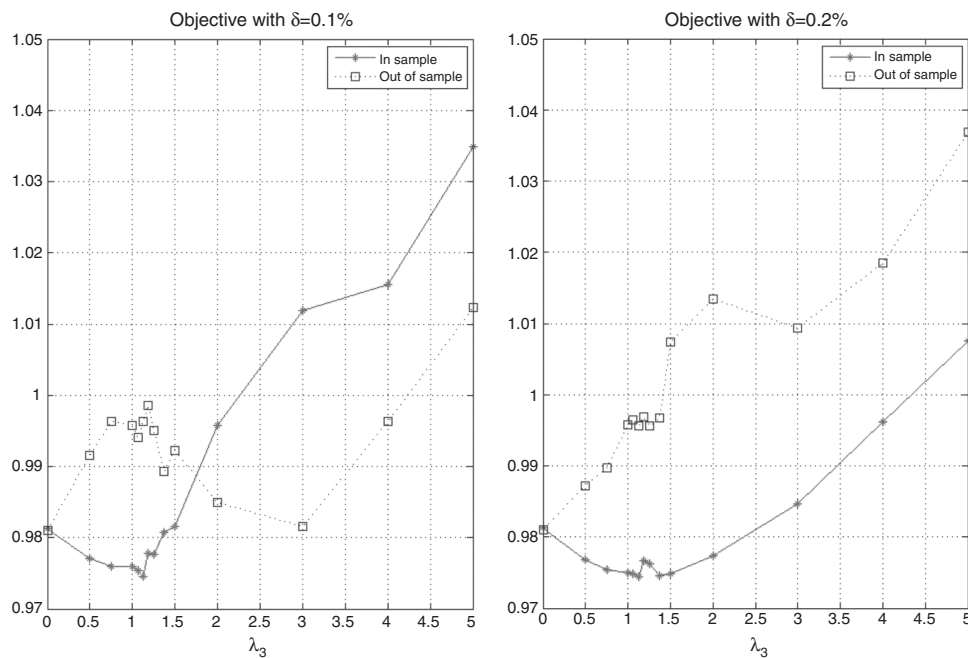 Objective with δ=0.1%
1.05
1.04
1.03
1.02
1.01
1
0.99
0.98
0.97
In sample
Out of sample
0 0.5 1 1.5 2 2.5 3 3.5 4 4.5 5
λ3
Objective with δ=0.2%
1.05
1.04
1.03
1.02
1.01
1
0.99
0.98
0.97
In sample
Out of sample
0 0.5 1 1.5 2 2.5 3 3.5 4 4.5 5
λ3